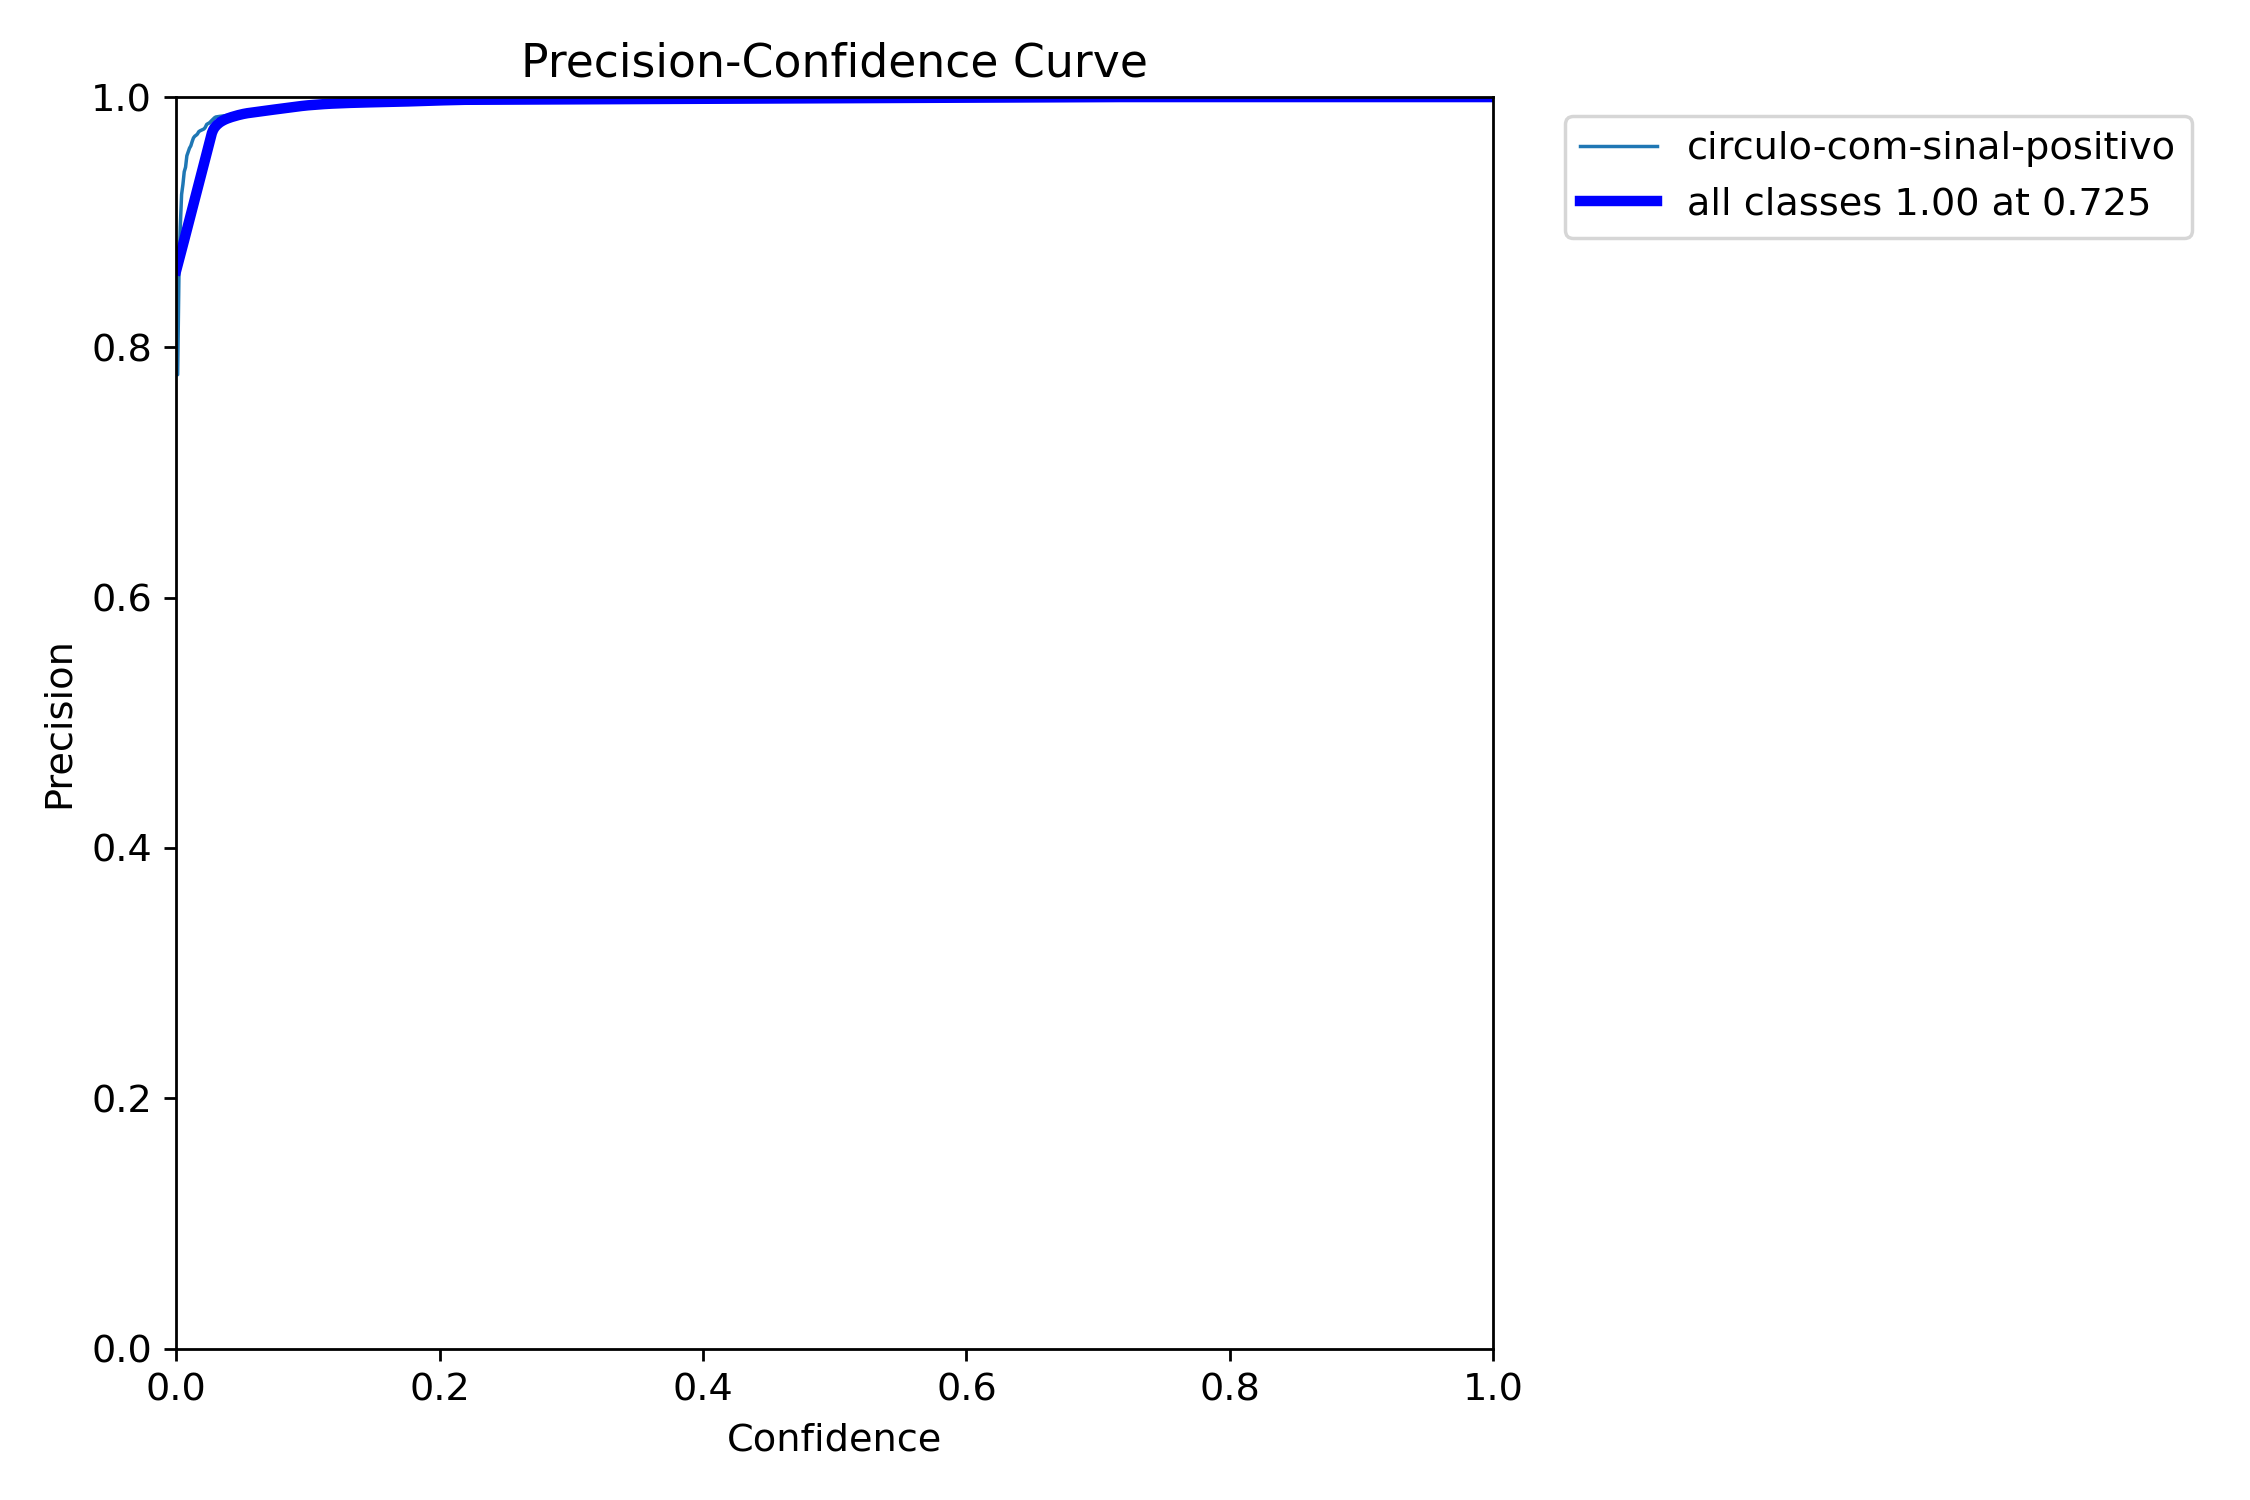 Precision-Confidence Curve
1.0
0.8
0.6
0.4
0.2
0.0
Precision
0.0 0.2 0.4 0.6 0.8 1.0
Confidence
circulo-com-sinal-positivo
all classes 1.00 at 0.725